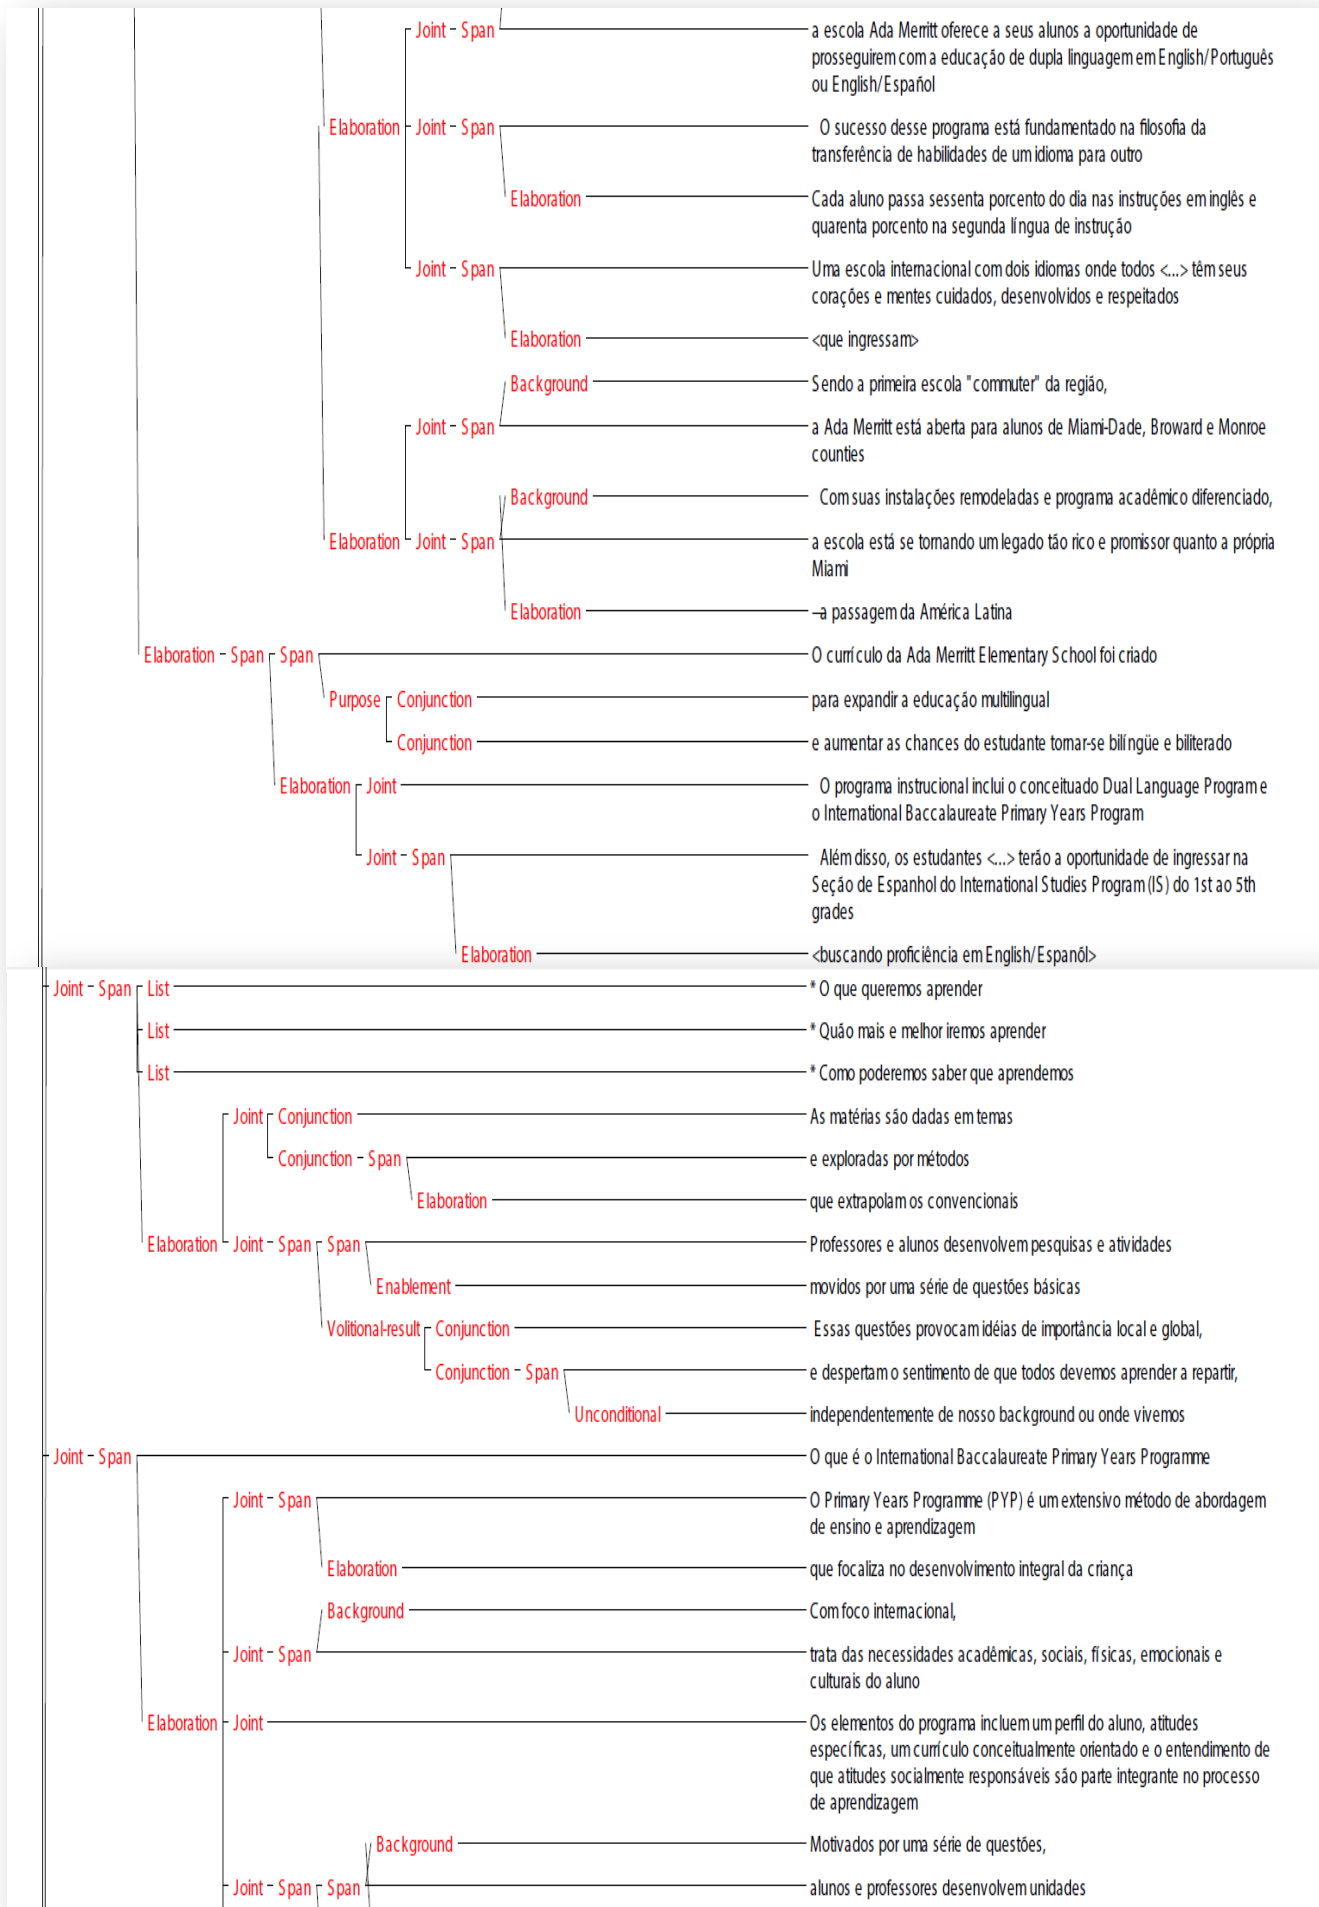 Joint Span a escola Ada Merritt oferece a seus alunos a oportunidade de
prosseguirem com a educação de dupla linguagem em English/Português
ou English/Español
Elaboration Joint Span O sucesso desse programa está fundamentado na filosofia da
transferência de habilidades de um idioma para outro
Elaboration Cada aluno passa sessenta porcento do dia nas instruções em inglês e
quarenta porcento na segunda língua de instrução
Joint Span Uma escola internacional com dois idiomas onde todos <...> têm seus
corações e mentes cuidados, desenvolvidos e respeitados
Elaboration <que ingressam>
Background Sendo a primeira escola "commuter" da região,
Joint Span a Ada Merritt está aberta para alunos de Miami-Dade, Broward e Monroe
counties
Background Com suas instalações remodeladas e programa acadêmico diferenciado,
Elaboration Joint Span a escola está se tornando um legado tão rico e promissor quanto a própria
Miami
Elaboration —a passagem da América Latina
Elaboration Span Span O currículo da Ada Merritt Elementary School foi criado
Purpose Conjunction para expandir a educação multilingual
Conjunction e aumentar as chances do estudante tornar-se bilíngüe e biliterado
Elaboration Joint O programa instrucional inclui o conceituado Dual Language Program e
o International Baccalaureate Primary Years Program
Joint Span Além disso, os estudantes <...> terão a oportunidade de ingressar na
Seção de Espanhol do International Studies Program (IS) do 1st ao 5th
grades
Elaboration <buscando proficiência em English/Espanõl>
Joint Span List * O que queremos aprender
List * Quão mais e melhor iremos aprender
List * Como poderemos saber que aprendemos
Joint Conjunction As matérias são dadas em temas
Conjunction Span e exploradas por métodos
Elaboration que extrapolam os convencionais
Elaboration Joint Span Span Professores e alunos desenvolvem pesquisas e atividades
Enablement movidos por uma série de questões básicas
Volitional-result Conjunction Essas questões provocam idéias de importância local e global,
Conjunction Span e despertam o sentimento de que todos devemos aprender a repartir,
Unconditional independentemente de nosso background ou onde vivemos
Joint Span O que é o International Baccalaureate Primary Years Programme
Joint Span O Primary Years Programme (PYP) é um extensivo método de abordagem
de ensino e aprendizagem
Elaboration que focaliza no desenvolvimento integral da criança
Background Com foco internacional,
Joint Span trata das necessidades acadêmicas, sociais, físicas, emocionais e
culturais do aluno
Elaboration Joint Os elementos do programa incluem um perfil do aluno, atitudes
específicas, um currículo conceitualmente orientado e o entendimento de
que atitudes socialmente responsáveis são parte integrante no processo
de aprendizagem
Background Motivados por uma série de questões,
Joint Span Span alunos e professores desenvolvem unidades